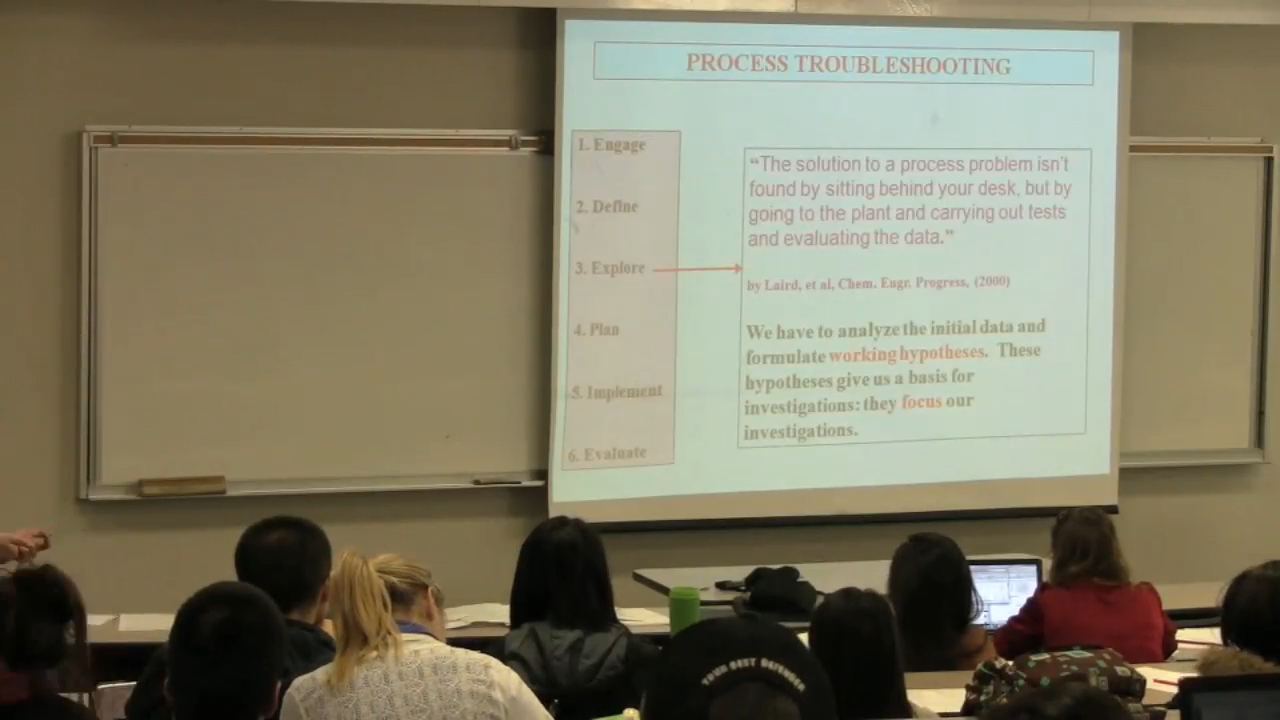 PROCESS TROUBLESHOOTING
1. Engage
2. Define
3. Explore
4. Plan
5. Implement
6. Evaluate
“The solution to a process problem isn’t
found by sitting behind your desk, but by
going to the plant and carrying out tests
and evaluating the data.”
by Laird, et al, Chem. Engr. Progress, (2000)
We have to analyze the initial data and
formulate working hypotheses. These
hypotheses give us a basis for
investigations: they focus our
investigations.
YOUR BEST DEFENDER